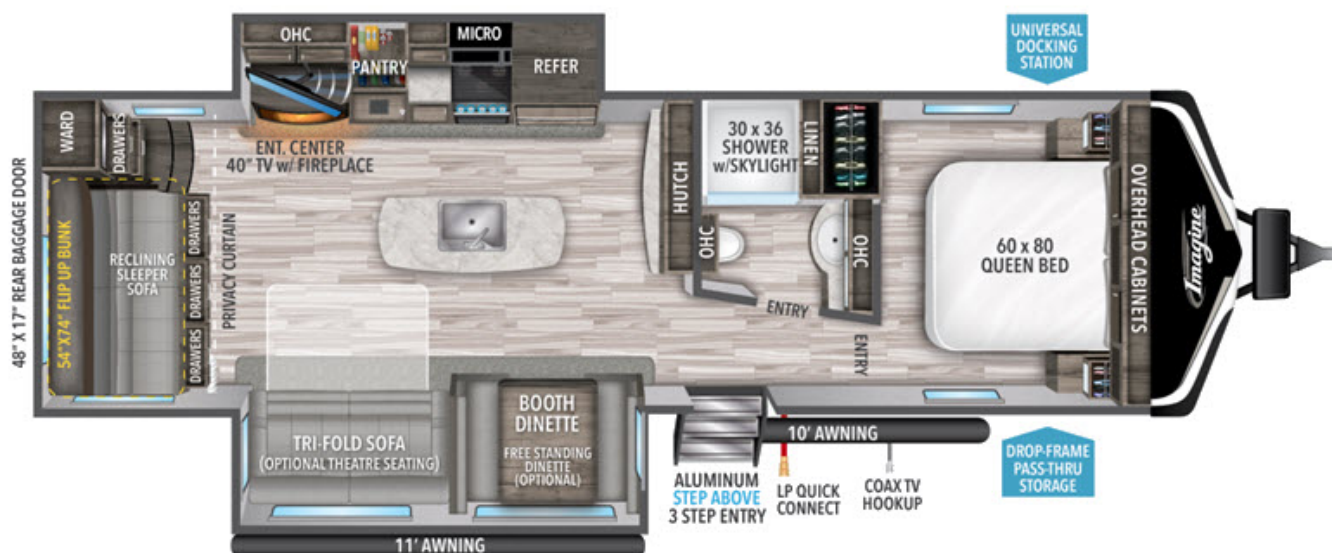 UNIVERSAL
DOCKING
STATION
OHC
MICRO
PANTRY
REFER
WARD
DRAWERS
ENT. CENTER
40" TV w/ FIREPLACE
HUTCH
30 x 36
SHOWER
w/SKYLIGHT
LINEN
48" X 17" REAR BAGGAGE DOOR
54"X74" FLIP UP BUNK
RECLINING
SLEEPER
SOFA
DRAWERS
DRAWERS
DRAWERS
PRIVACY CURTAIN
OHC
OHC
ENTRY
ENTRY
60 x 80
QUEEN BED
OVERHEAD CABINETS
Imagine
TRI-FOLD SOFA
(OPTIONAL THEATRE SEATING)
BOOTH
DINETTE
FREE STANDING
DINETTE
(OPTIONAL)
10' AWNING
ALUMINUM
STEP ABOVE
3 STEP ENTRY
LP QUICK
CONNECT
COAX TV
HOOKUP
DROP-FRAME
PASS-THRU
STORAGE
11' AWNING